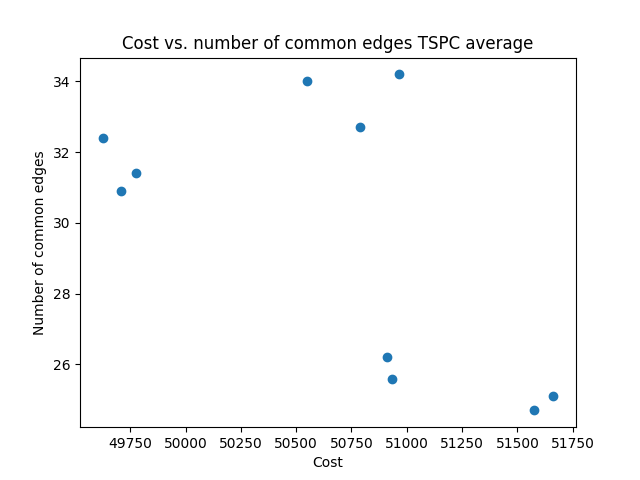 Cost vs. number of common edges TSPC average
34
32
30
28
26
Number of common edges
49750 50000 50250 50500 50750 51000 51250 51500 51750
Cost